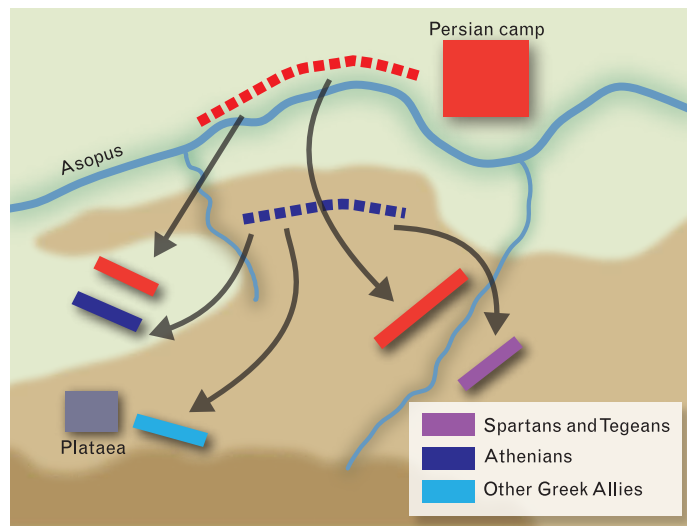 Persian camp
Asopus
Plataea
Spartans and Tegeans
Athenians
Other Greek Allies